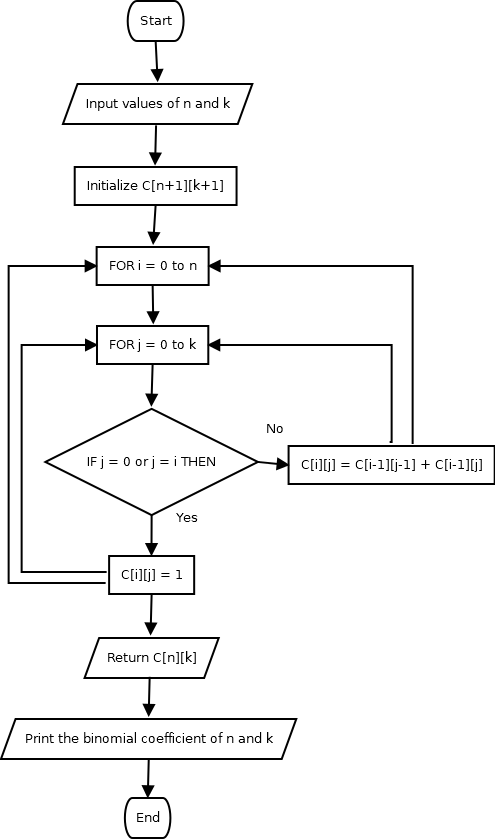 Start
Input values of n and k
Initialize C[n+1][k+1]
FOR i = 0 to n
FOR j = 0 to k
IF j = 0 or j = i THEN
No
C[i][j] = C[i-1][j-1] + C[i-1][j]
Yes
C[i][j] = 1
Return C[n][k]
Print the binomial coefficient of n and k
End